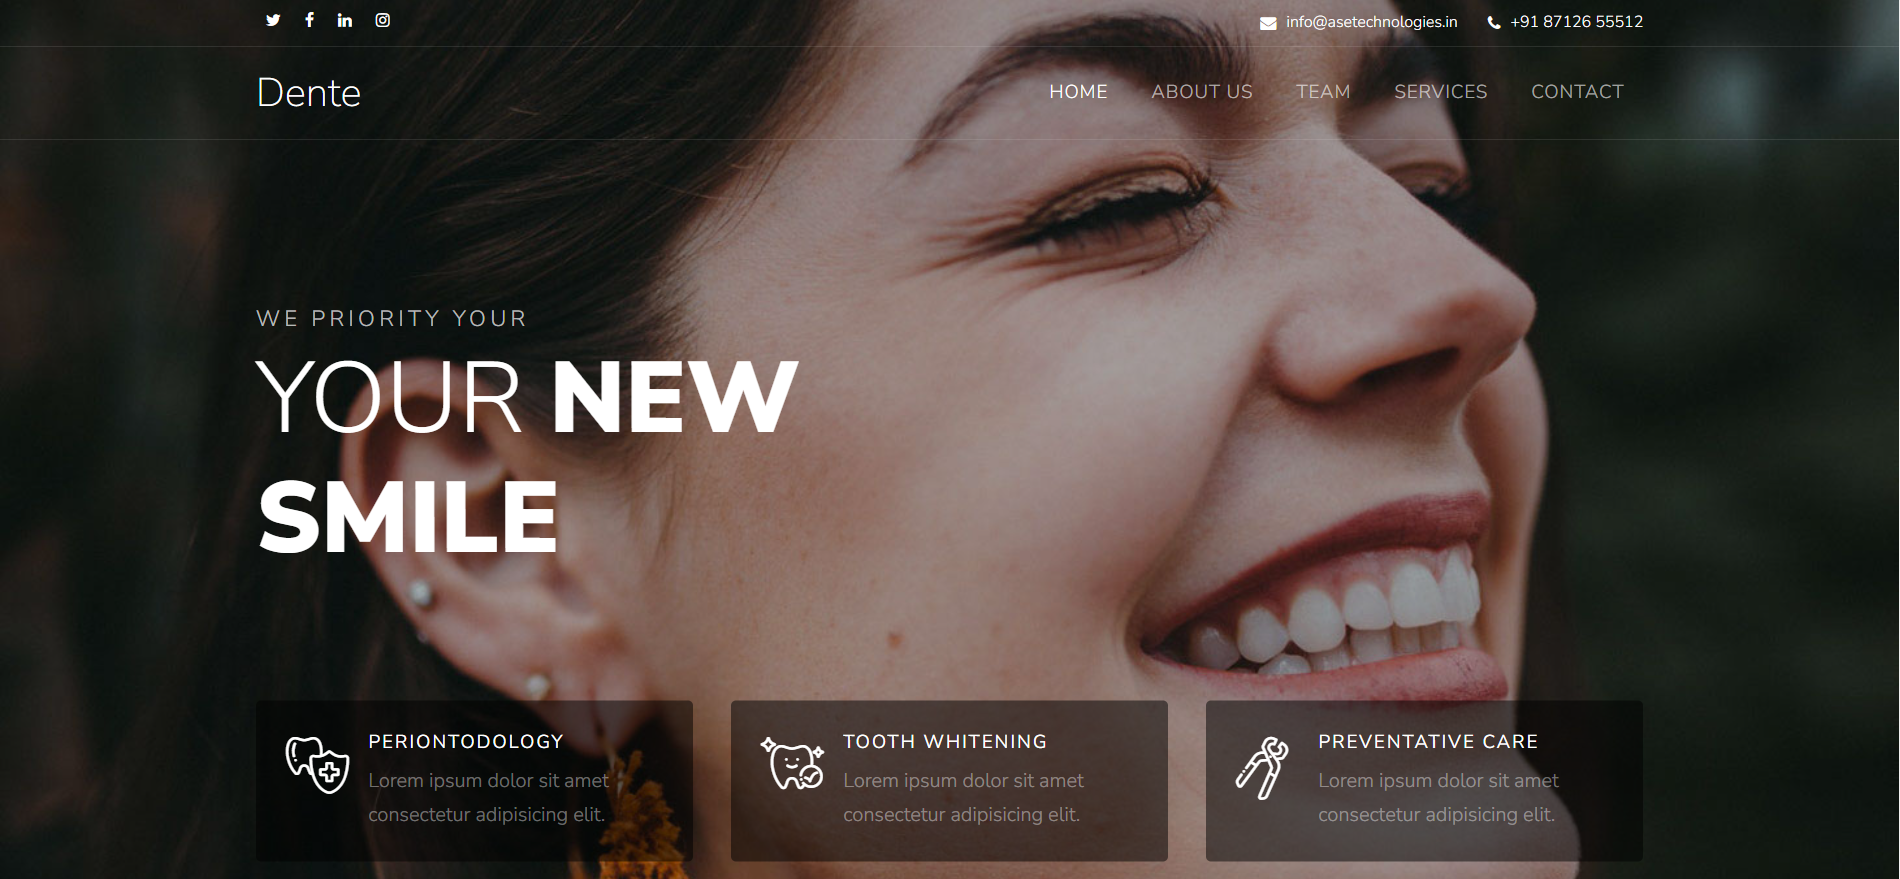 info@asetechnologies.in +91 87126 55512
Dente
HOME ABOUT US TEAM SERVICES CONTACT
WE PRIORITY YOUR
YOUR NEW
SMILE
PERIONTODOLOGY
Lorem ipsum dolor sit amet
consectetur adipisicing elit.
TOOTH WHITENING
Lorem ipsum dolor sit amet
consectetur adipisicing elit.
PREVENTATIVE CARE
Lorem ipsum dolor sit amet
consectetur adipisicing elit.